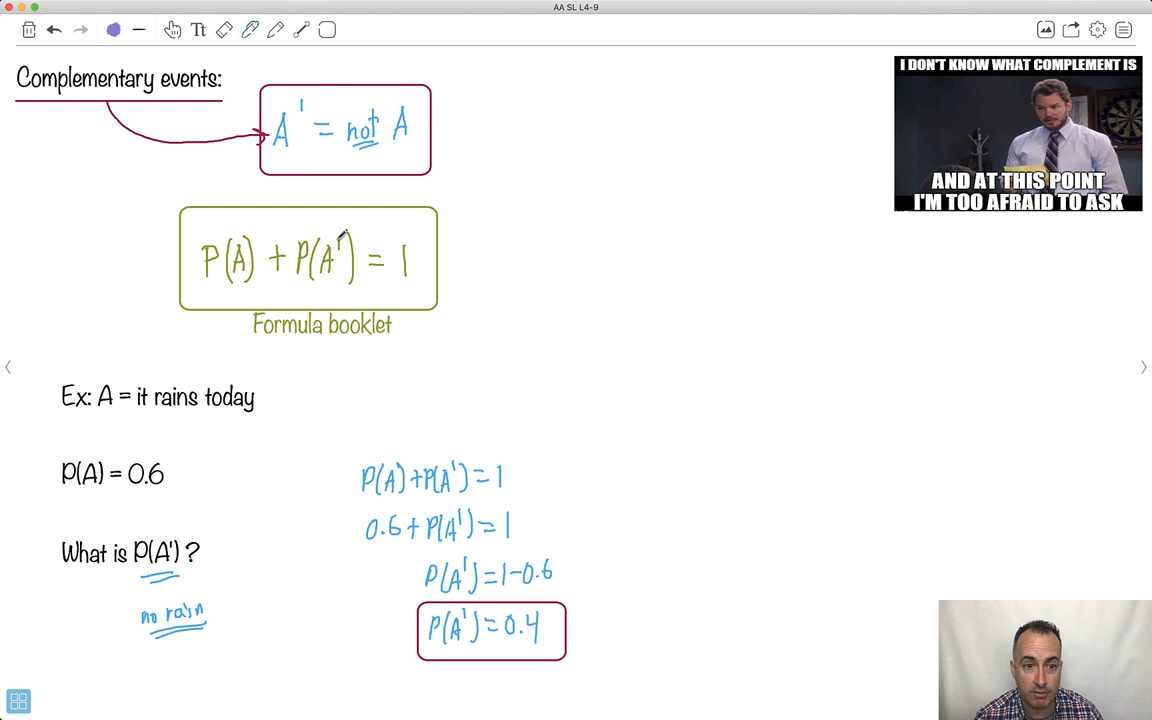 AA SL L4-9
Tt
Complementary events:
A' = not A
I DON'T KNOW WHAT COMPLEMENT IS
AND AT THIS POINT
I'M TOO AFRAID TO ASK
P(A) + P(A') = 1
Formula booklet
Ex: A = it rains today
P(A) = 0.6
P(A)+P(A')=1
0.6+P(A')=1
What is P(A')?
P(A')=1-0.6
no rain
P(A')=0.4